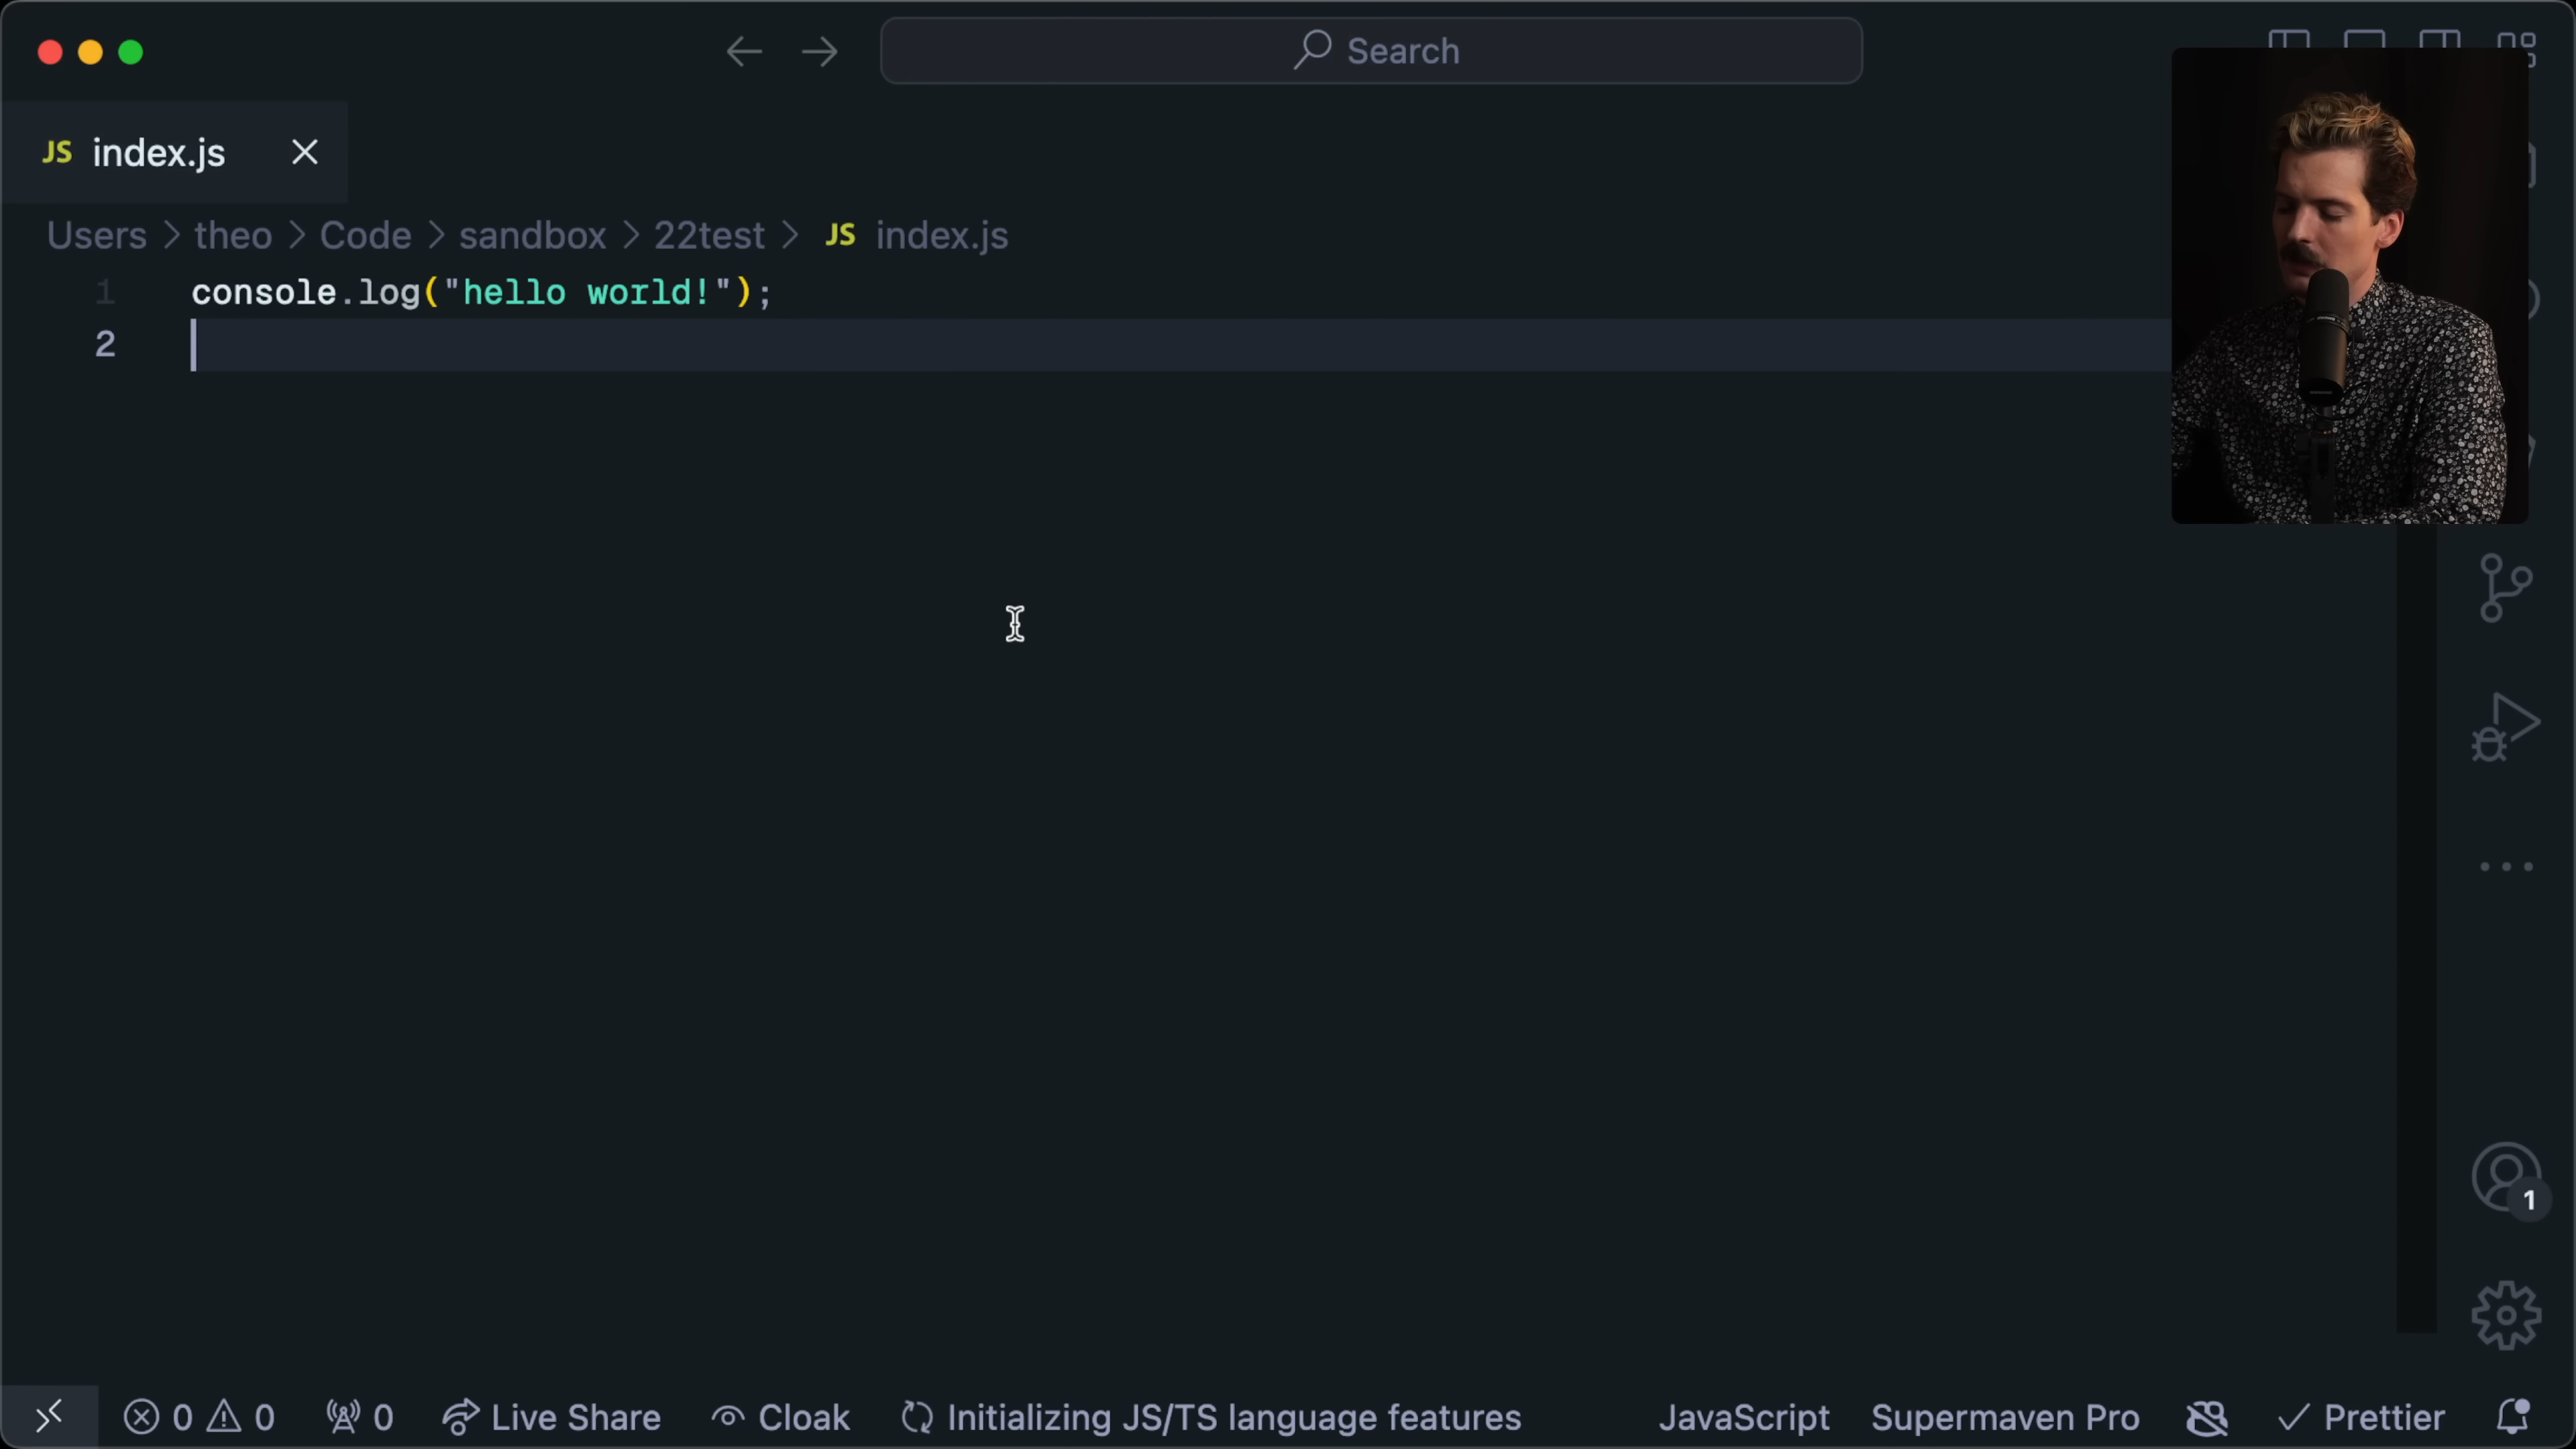 Search
JS index.js
Users theo Code sandbox 22test JS index.js
1 console.log("hello world!");
2
0 0 0 Live Share Cloak Initializing JS/TS language features JavaScript Supermaven Pro Prettier
1